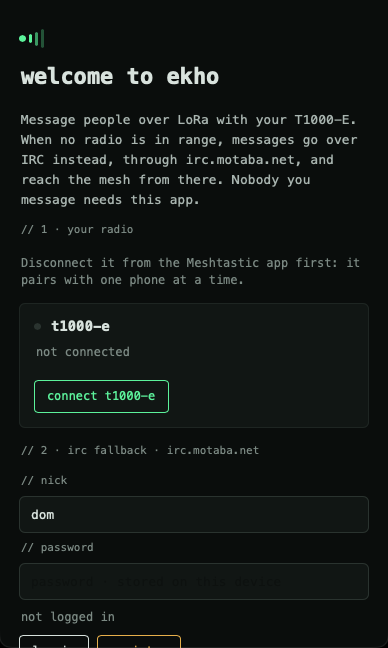 welcome to ekho
Message people over LoRa with your T1000-E.
When no radio is in range, messages go over
IRC instead, through irc.motaba.net, and
reach the mesh from there. Nobody you
message needs this app.
// 1 · your radio
Disconnect it from the Meshtastic app first: it
pairs with one phone at a time.
t1000-e
not connected
connect t1000-e
// 2 · irc fallback · irc.motaba.net
// nick
dom
// password
not logged in